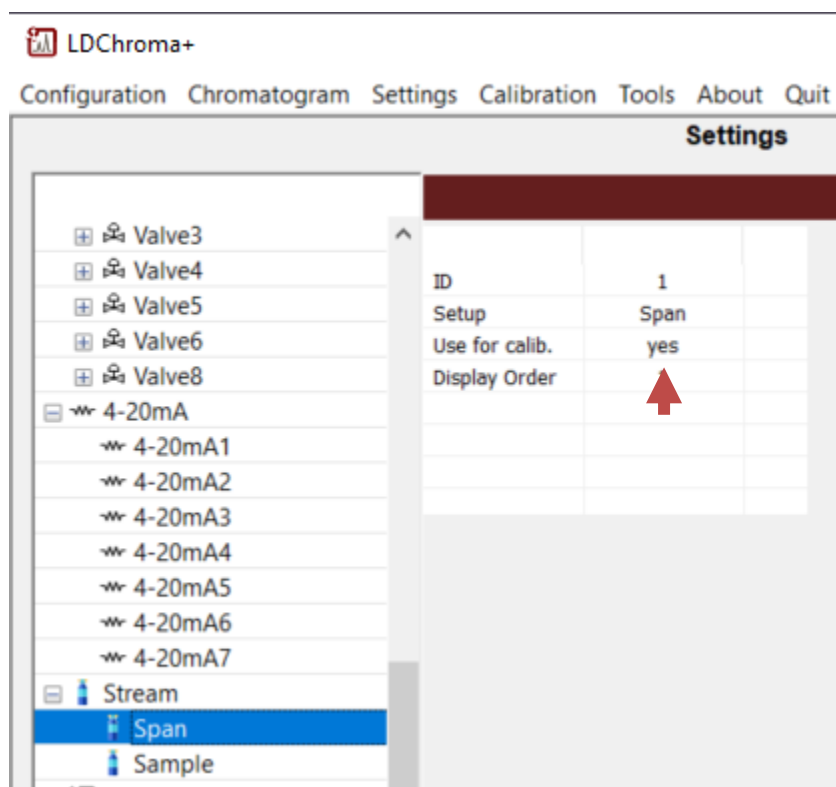 LDChroma+
Configuration Chromatogram Settings Calibration Tools About Quit
Settings
Valve3
Valve4
Valve5
Valve6
Valve8
4-20mA
4-20mA1
4-20mA2
4-20mA3
4-20mA4
4-20mA5
4-20mA6
4-20mA7
Stream
Span
Sample
ID 1
Setup Span
Use for calib. yes
Display Order